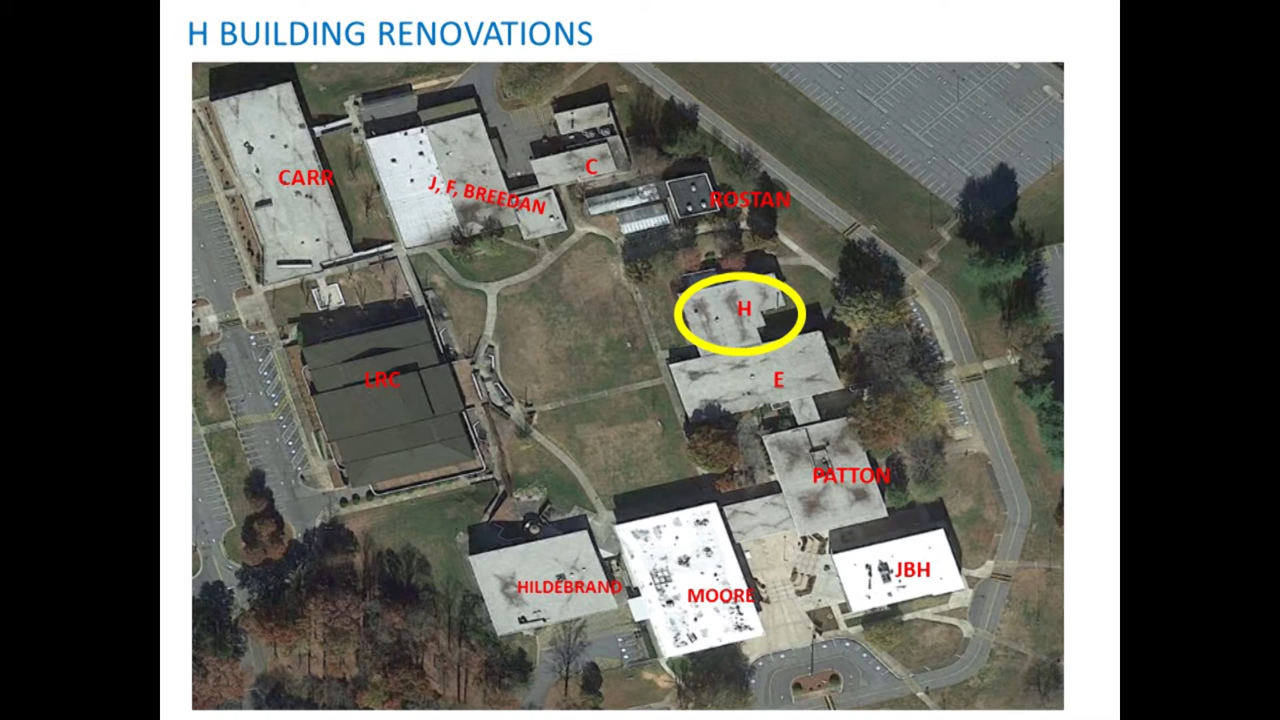 H BUILDING RENOVATIONS
CARR
J, F, BREEDAN
C
ROSTAN
H
LRC
E
PATTON
JBH
HILDEBRAND
MOORE